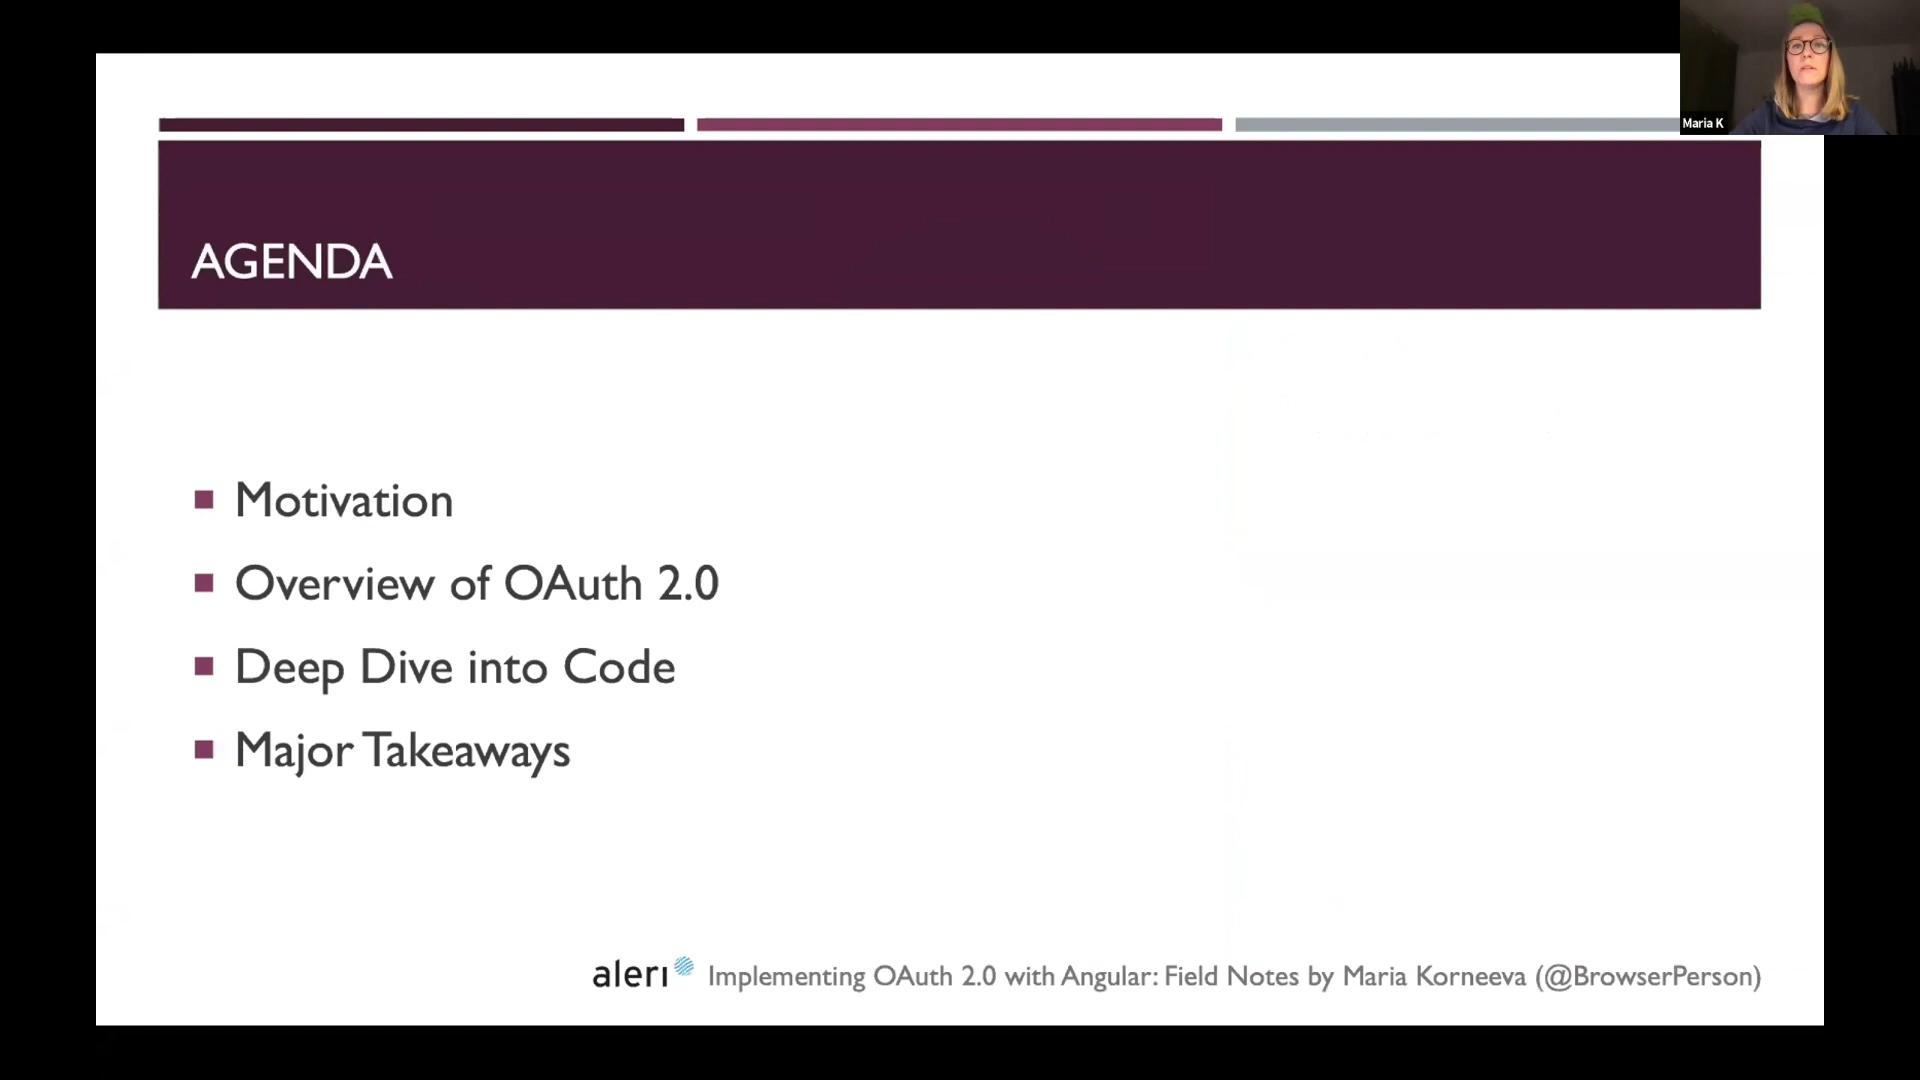 Maria K
AGENDA
Motivation
Overview of OAuth 2.0
Deep Dive into Code
Major Takeaways
aleri Implementing OAuth 2.0 with Angular: Field Notes by Maria Korneeva (@BrowserPerson)